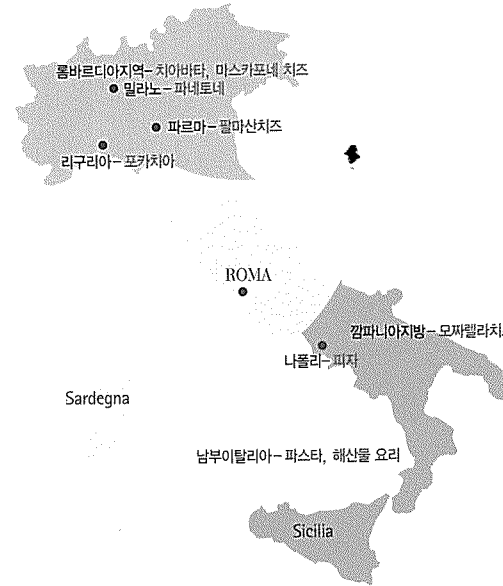 롬바르디아지역– 치아바타, 마스카포네 치즈
밀라노– 파네토네
파르마– 팔마산치즈
리구리아– 포카치아
ROMA
깜파니아지방– 모짜렐라치즈
나폴리– 피자
Sardegna
남부이탈리아– 파스타, 해산물 요리
Sicilia